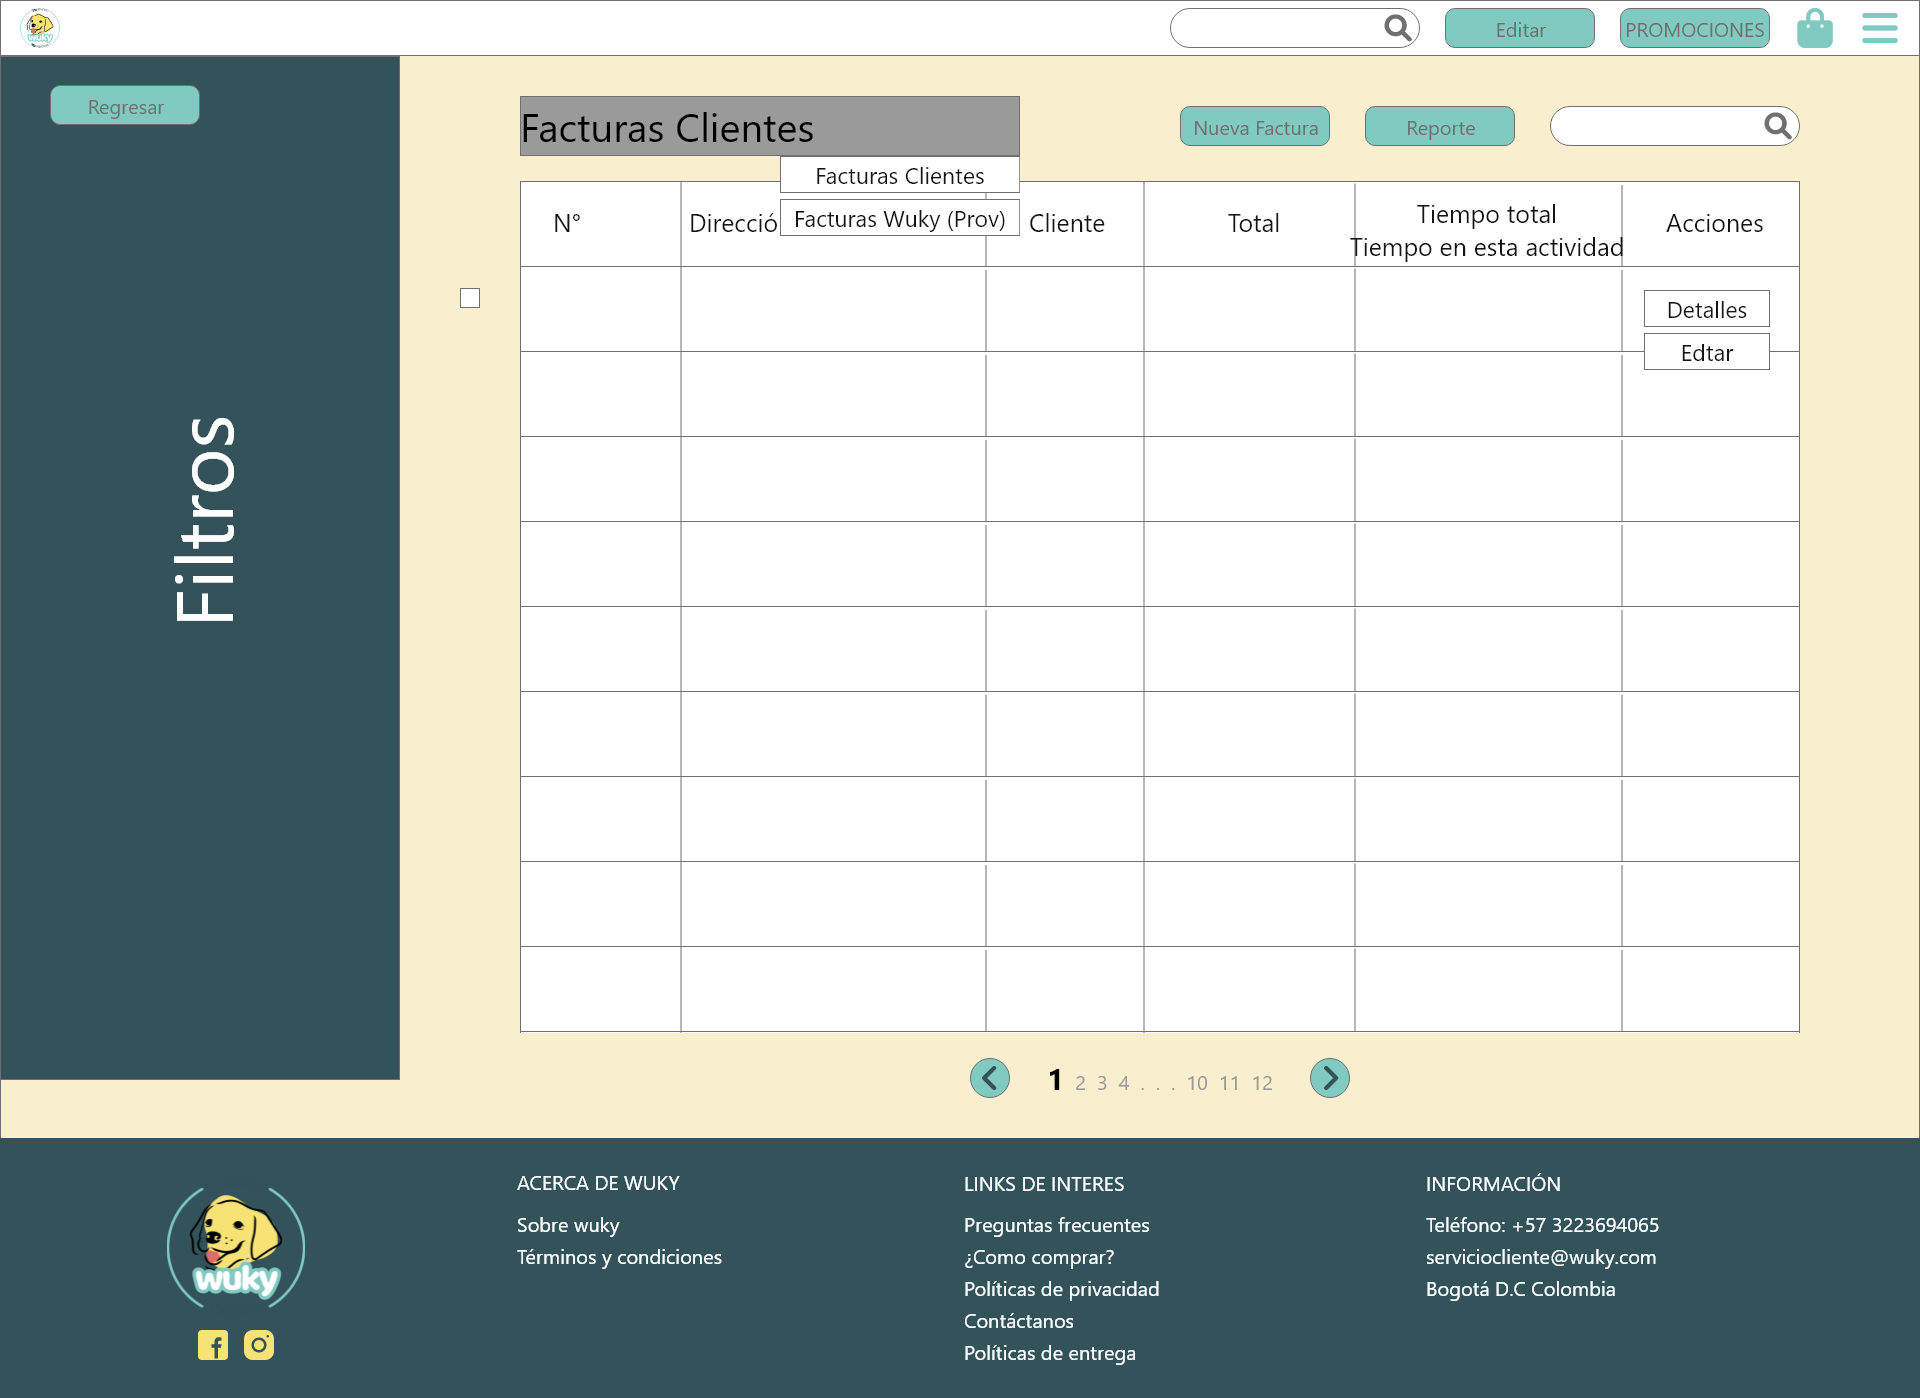 wuky
Editar
PROMOCIONES
Regresar
Filtros
Facturas Clientes
Nueva Factura
Reporte
Facturas Clientes
Facturas Wuky (Prov)
N°
Direcció
Cliente
Total
Tiempo total
Tiempo en esta actividad
Acciones
Detalles
Edtar
1 2 3 4 . . . 10 11 12
wuky
ACERCA DE WUKY
Sobre wuky
Términos y condiciones
LINKS DE INTERES
Preguntas frecuentes
¿Como comprar?
Políticas de privacidad
Contáctanos
Políticas de entrega
INFORMACIÓN
Teléfono: +57 3223694065
serviciocliente@wuky.com
Bogotá D.C Colombia